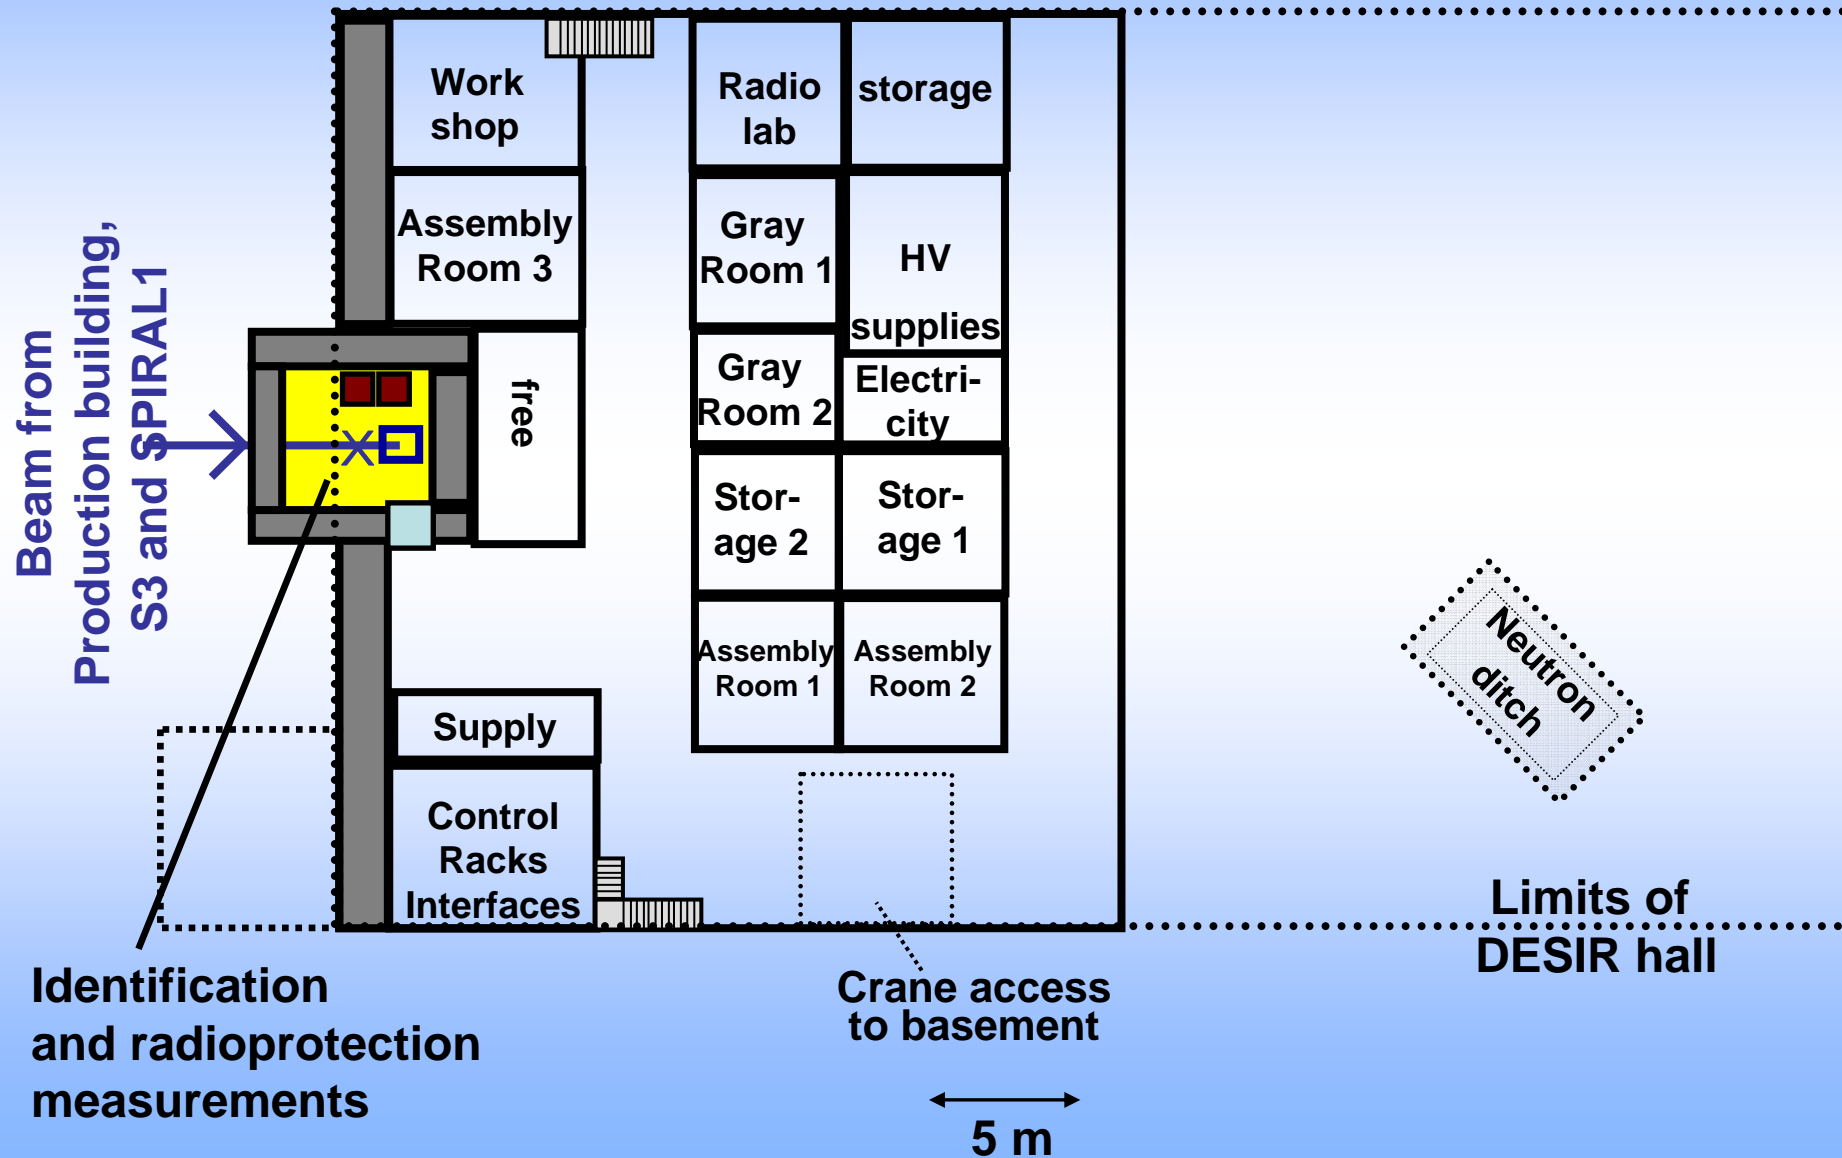 Work
shop
Radio
lab
storage
Assembly
Room 3
Gray
Room 1
HV
supplies
Beam from
Production building,
S3 and SPIRAL1
free
Gray
Room 2
Electri-
city
Stor-
age 2
Stor-
age 1
Assembly
Room 1
Assembly
Room 2
Neutron
ditch
Supply
Control
Racks
Interfaces
Limits of
DESIR hall
Identification
and radioprotection
measurements
Crane access
to basement
5 m